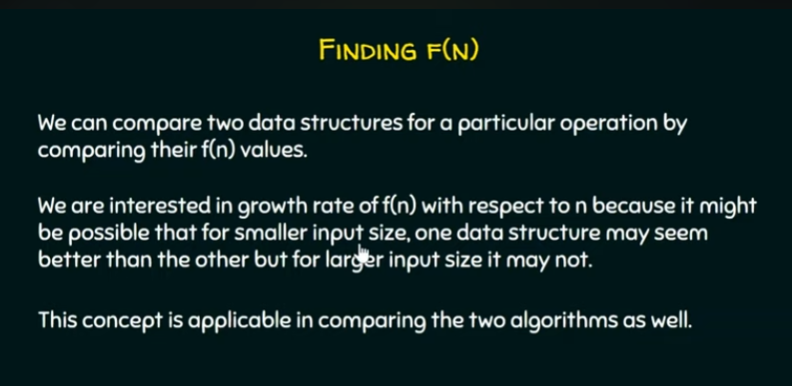 FINDING F(N)
We can compare two data structures for a particular operation by
comparing their f(n) values.
We are interested in growth rate of f(n) with respect to n because it might
be possible that for smaller input size, one data structure may seem
better than the other but for larger input size it may not.
This concept is applicable in comparing the two algorithms as well.